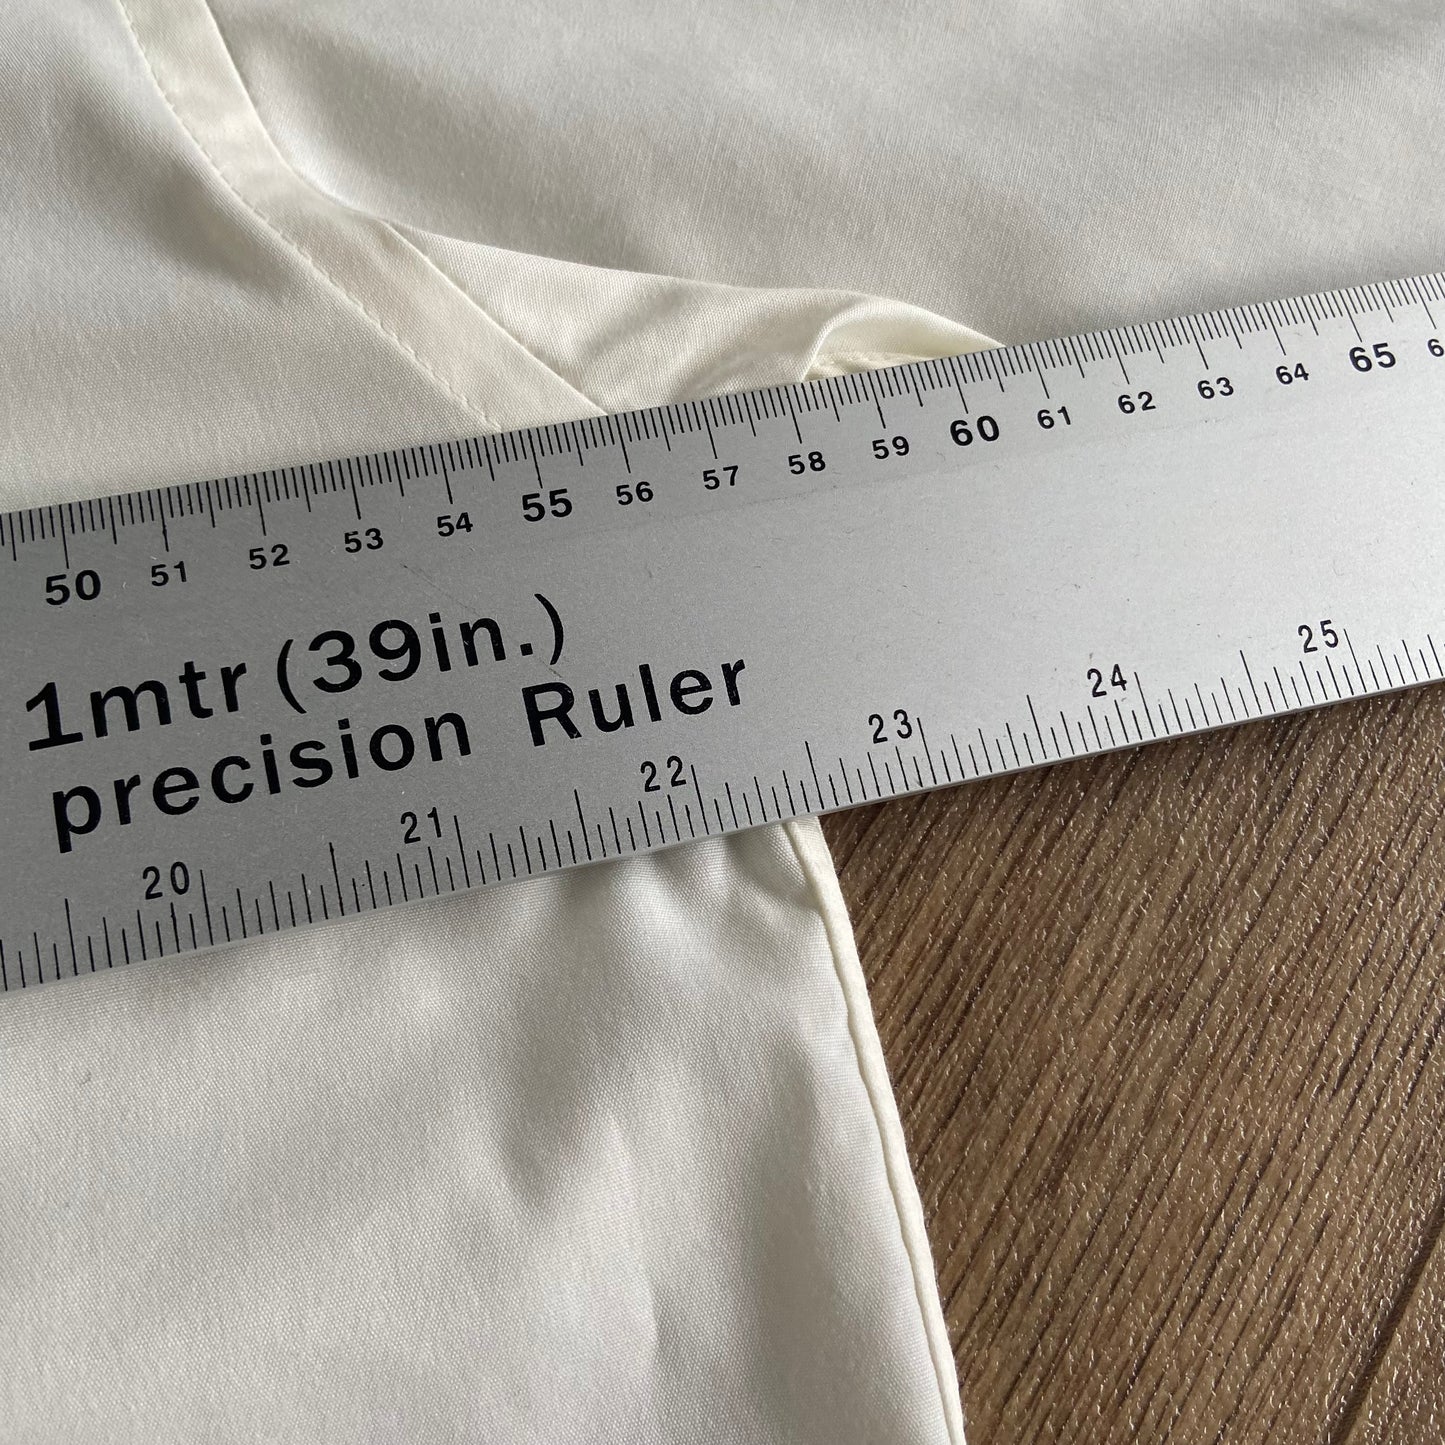 50 51 52 53 54 55 56 57 58 59 60 61 62 63 64 65 6
1mtr (39in.)
precision Ruler
20 21 22 23 24 25